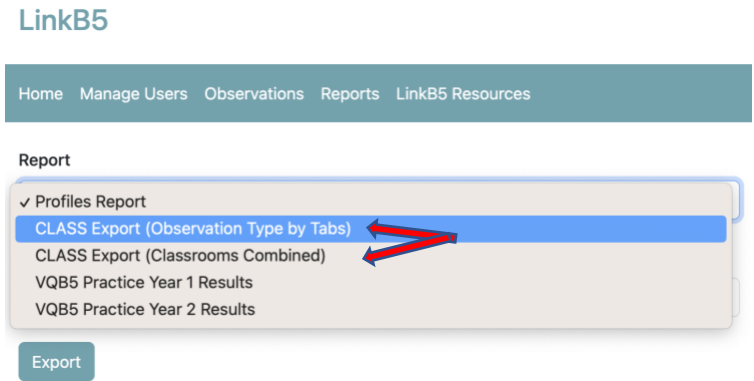 LinkB5
Home Manage Users Observations Reports LinkB5 Resources
Report
✓ Profiles Report
CLASS Export (Observation Type by Tabs)
CLASS Export (Classrooms Combined)
VQB5 Practice Year 1 Results
VQB5 Practice Year 2 Results
Export